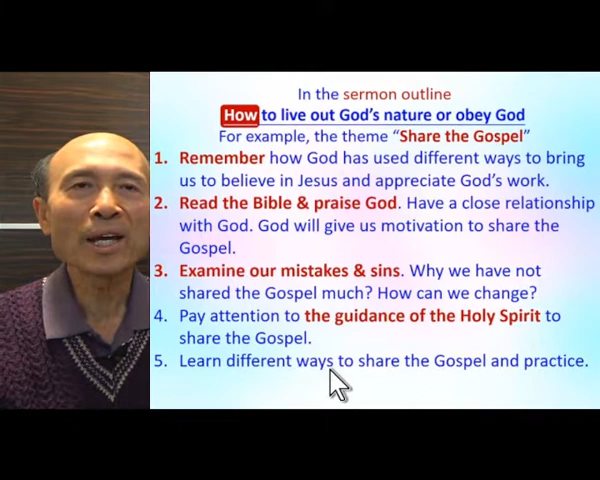 In the sermon outline
How to live out God's nature or obey God
For example, the theme "Share the Gospel"
1. Remember how God has used different ways to bring
us to believe in Jesus and appreciate God's work.
2. Read the Bible & praise God. Have a close relationship
with God. God will give us motivation to share the
Gospel.
3. Examine our mistakes & sins. Why we have not
shared the Gospel much? How can we change?
4. Pay attention to the guidance of the Holy Spirit to
share the Gospel.
5. Learn different ways to share the Gospel and practice.